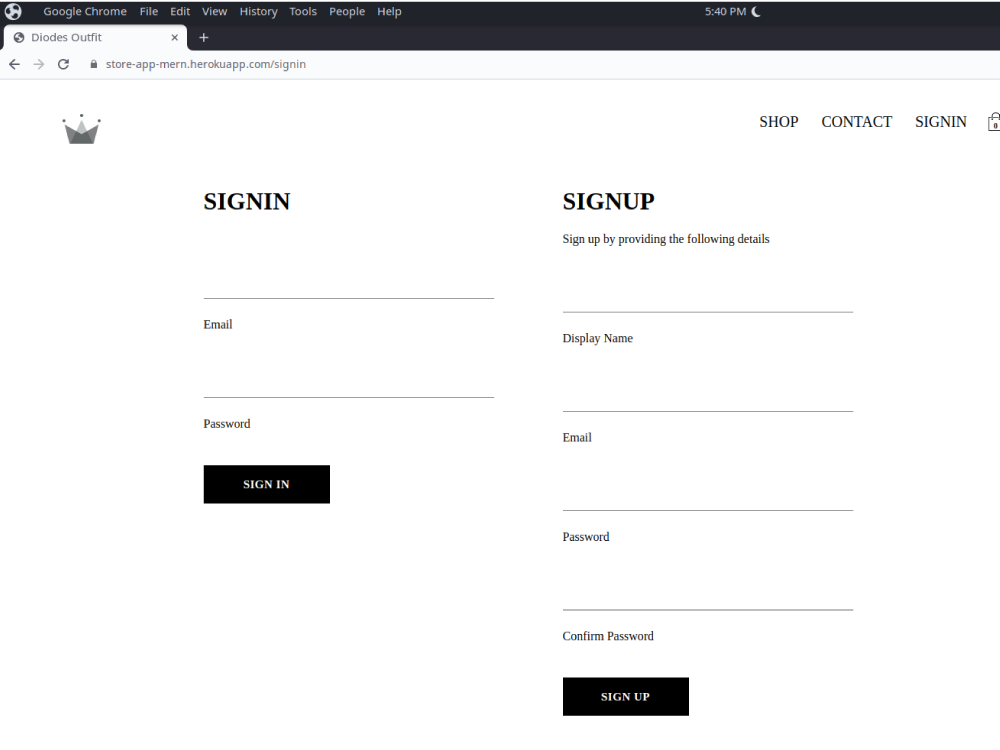 Google Chrome File Edit View History Tools People Help 5:40 PM
Diodes Outfit
store-app-mern.herokuapp.com/signin
SHOP CONTACT SIGNIN 0
SIGNIN
Email
Password
SIGN IN
SIGNUP
Sign up by providing the following details
Display Name
Email
Password
Confirm Password
SIGN UP